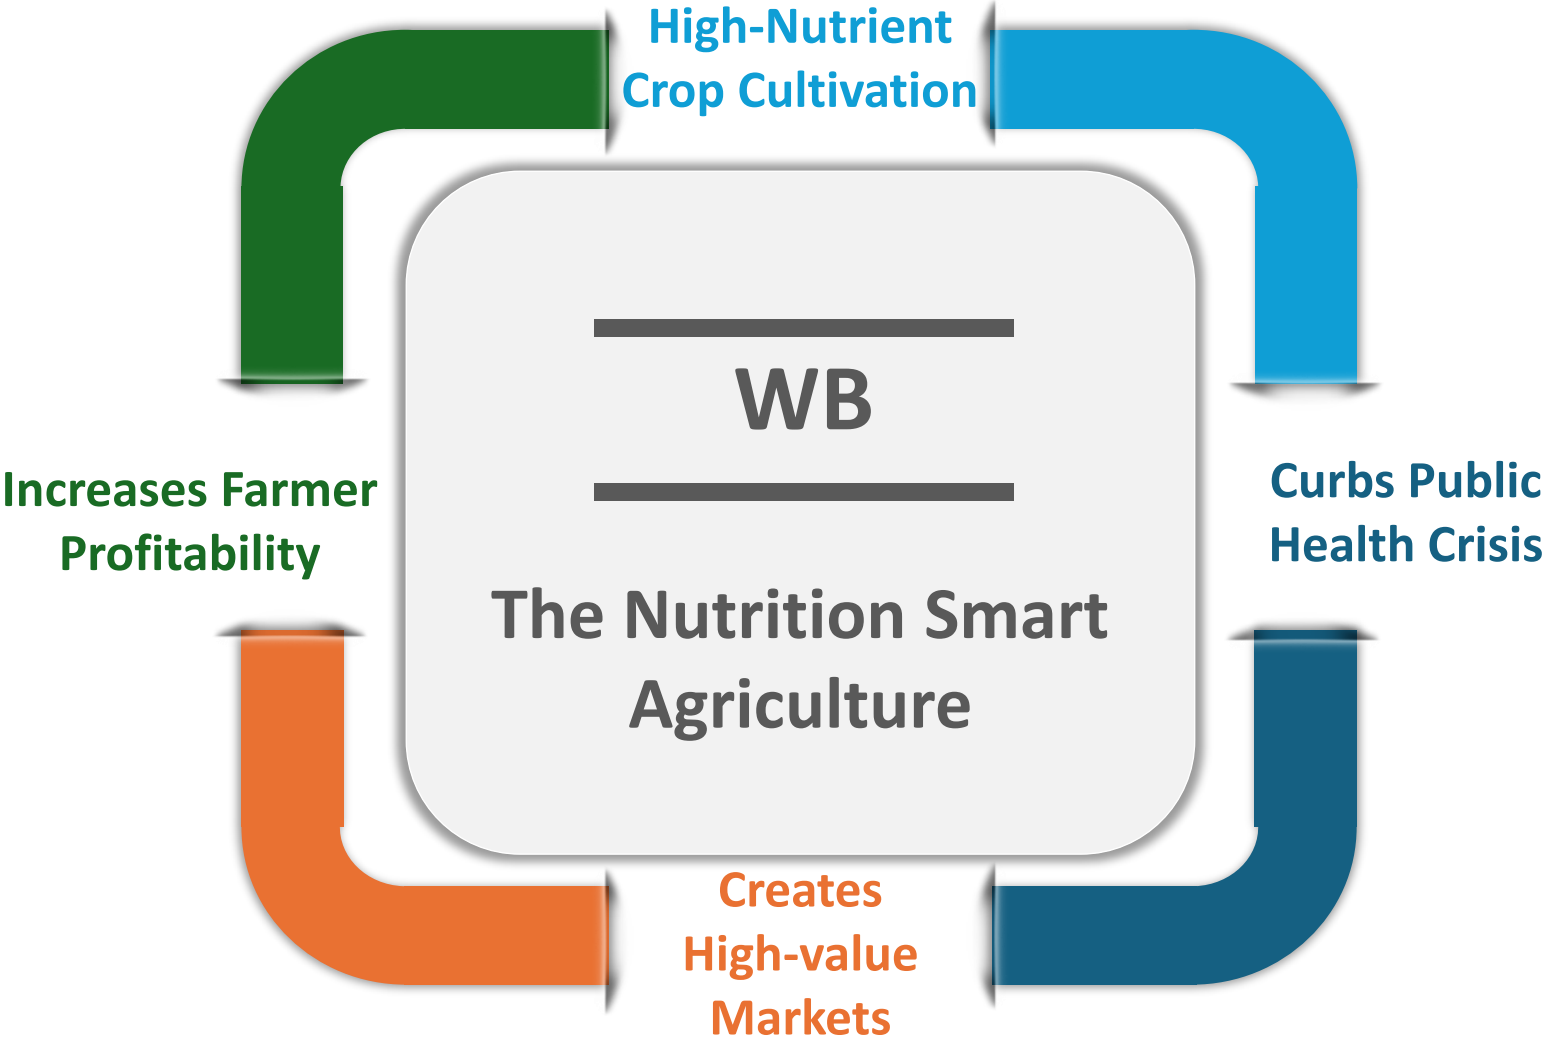 High-Nutrient
Crop Cultivation
WB
The Nutrition Smart
Agriculture
Increases Farmer
Profitability
Curbs Public
Health Crisis
Creates
High-value
Markets